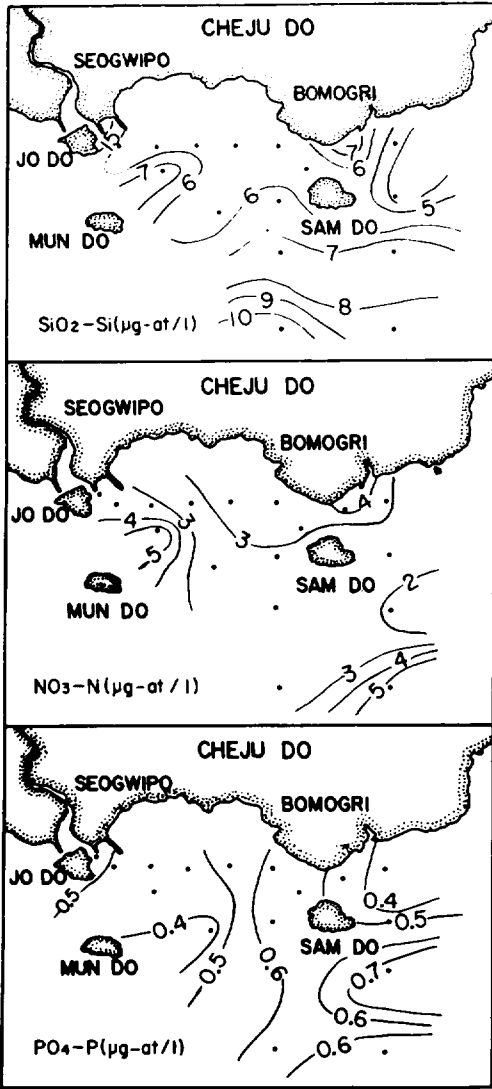 CHEJU DO
SEOGWIPO
BOMOGRI
5
JO DO
7
6
7
6
5
6
SAM DO
MUN DO
7
8
9
10
SiO₂-Si(µg-at/l)
CHEJU DO
SEOGWIPO
BOMOGRI
JO DO
4
4
3
3
5
SAM DO
MUN DO
2
3
4
5
NO₃-N(µg-at/l)
CHEJU DO
SEOGWIPO
BOMOGRI
JO DO
0.5
0.4
0.5
0.4
SAM DO
MUN DO
0.5
0.6
0.7
0.6
0.6
PO₄-P(µg-at/l)